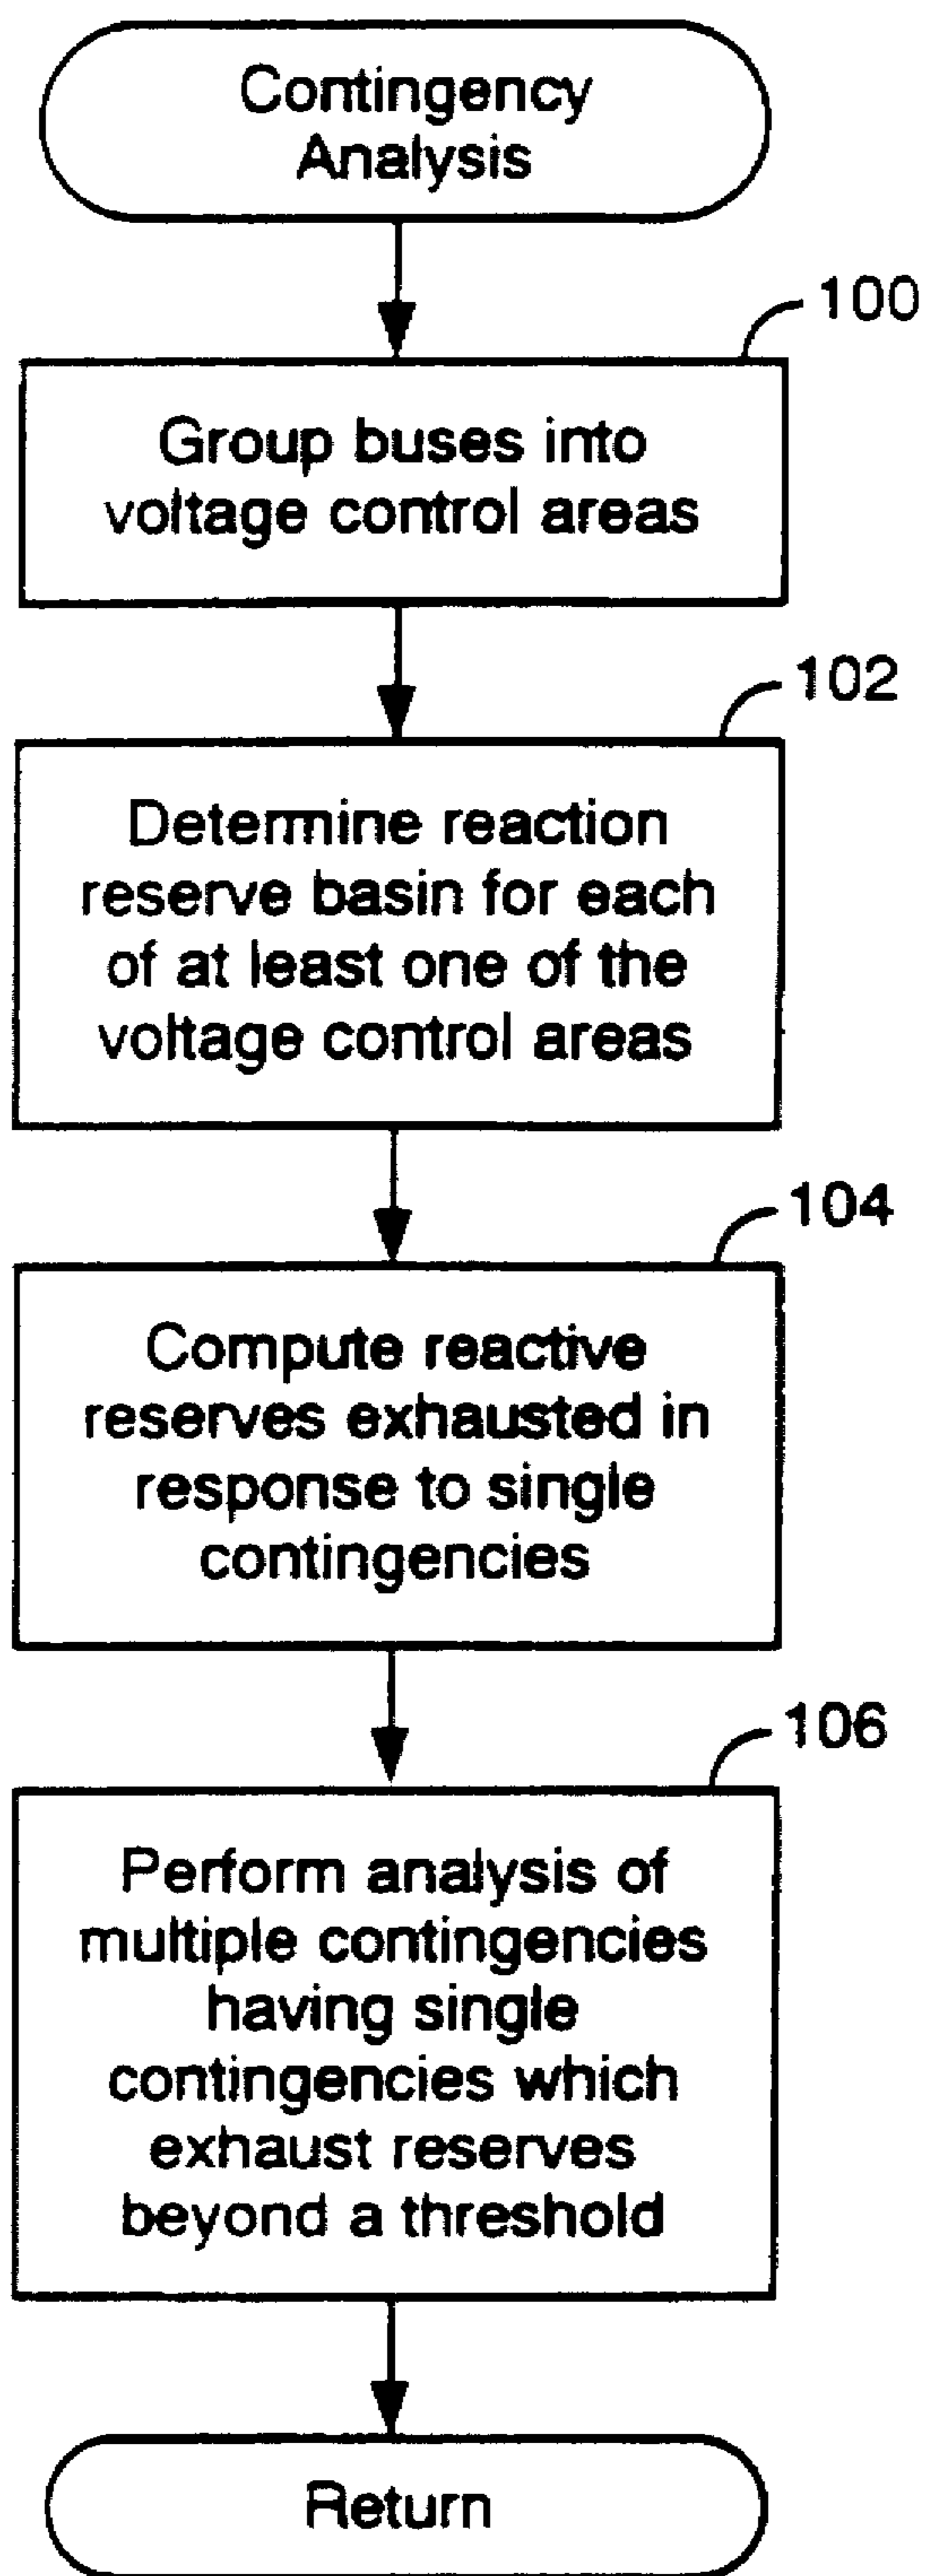 Contingency
Analysis
100
Group buses into
voltage control areas
102
Determine reaction
reserve basin for each
of at least one of the
voltage control areas
104
Compute reactive
reserves exhausted in
response to single
contingencies
106
Perform analysis of
multiple contingencies
having single
contingencies which
exhaust reserves
beyond a threshold
Return